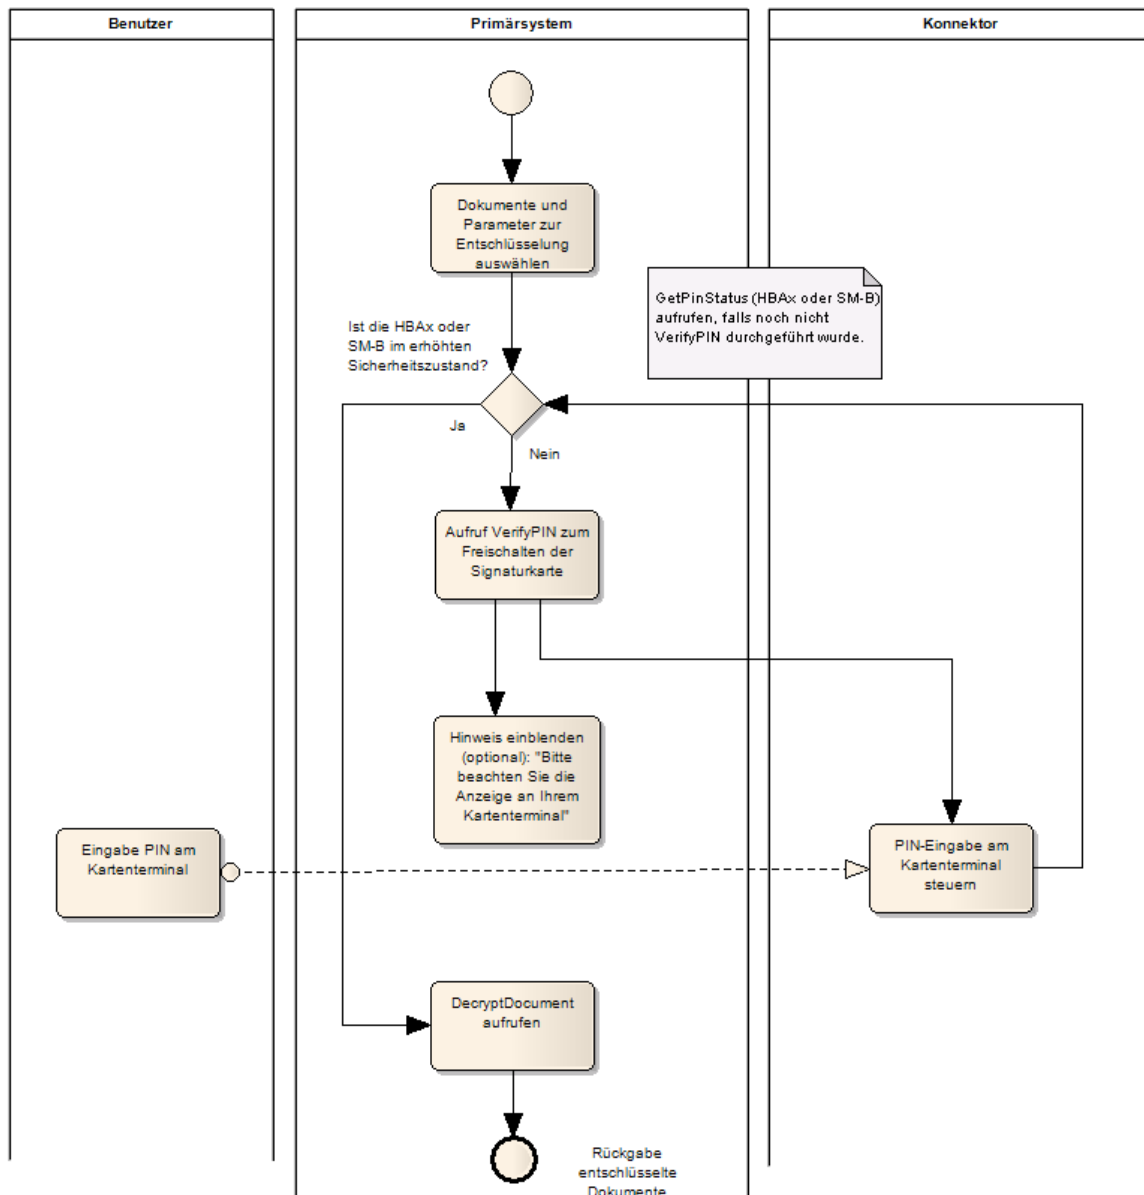 Benutzer
Primärsystem
Konnektor
Dokumente und
Parameter zur
Entschlüsselung
auswählen
GetPinStatus (HBAx oder SM-B)
aufrufen, falls noch nicht
VerifyPIN durchgeführt wurde.
Ist die HBAx oder
SM-B im erhöhten
Sicherheitszustand?
Ja
Nein
Aufruf VerifyPIN zum
Freischalten der
Signaturkarte
Hinweis einblenden
(optional): "Bitte
beachten Sie die
Anzeige an Ihrem
Kartenterminal"
Eingabe PIN am
Kartenterminal
PIN-Eingabe am
Kartenterminal
steuern
DecryptDocument
aufrufen
Rückgabe
entschlüsselte
Dokumente